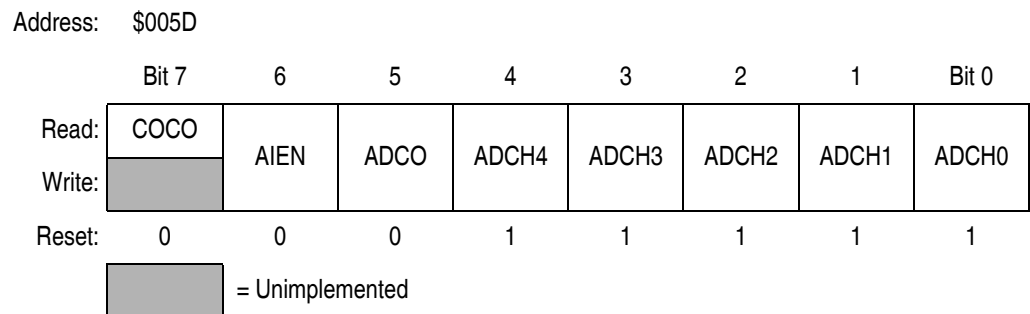 Address: $005D
Bit 7 6 5 4 3 2 1 Bit 0
Read: COCO
AIEN ADCO ADCH4 ADCH3 ADCH2 ADCH1 ADCH0
Write:
Reset: 0 0 0 1 1 1 1 1
= Unimplemented